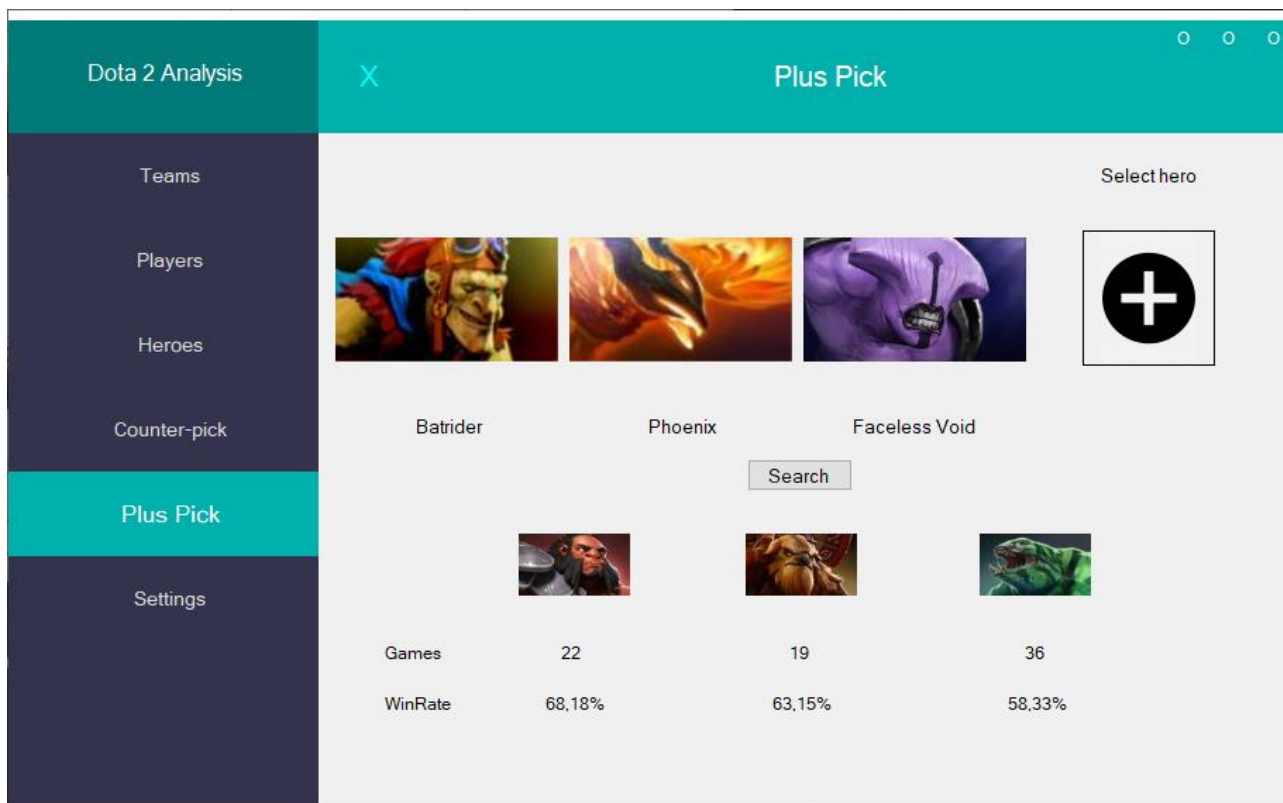 Dota 2 Analysis
X
Plus Pick
O O O
Teams
Players
Heroes
Counter-pick
Plus Pick
Settings
Select hero
Batrider Phoenix Faceless Void
Search
Games 22 19 36
WinRate 68,18% 63,15% 58,33%